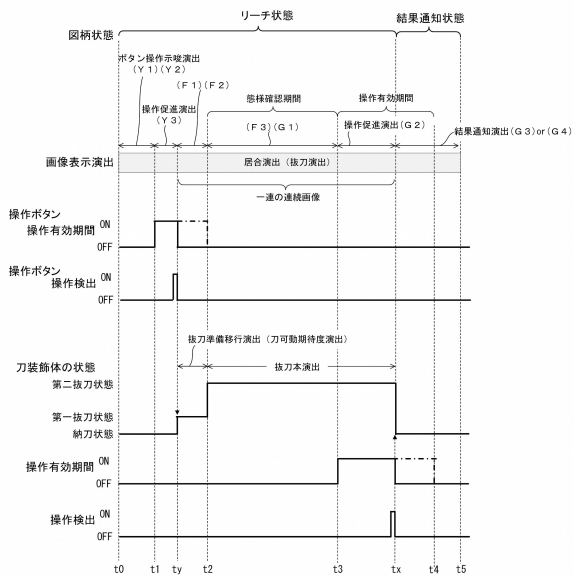 リーチ状態
結果通知状態
図柄状態
ボタン操作示唆演出
(Y1)(Y2)
(F1)(F2)
操作促進演出
(Y3)
態様確認期間
操作有効期間
(F3)(G1)
操作促進演出(G2)
結果通知演出(G3)or(G4)
画像表示演出
居合演出(抜刀演出)
一連の連続画像
操作ボタン
操作有効期間
ON
OFF
操作ボタン
操作検出
ON
OFF
抜刀準備移行演出(刀可動期待度演出)
刀装飾体の状態
抜刀本演出
第二抜刀状態
第一抜刀状態
納刀状態
操作有効期間
ON
OFF
操作検出
ON
OFF
t0 t1 ty t2 t3 tx t4 t5